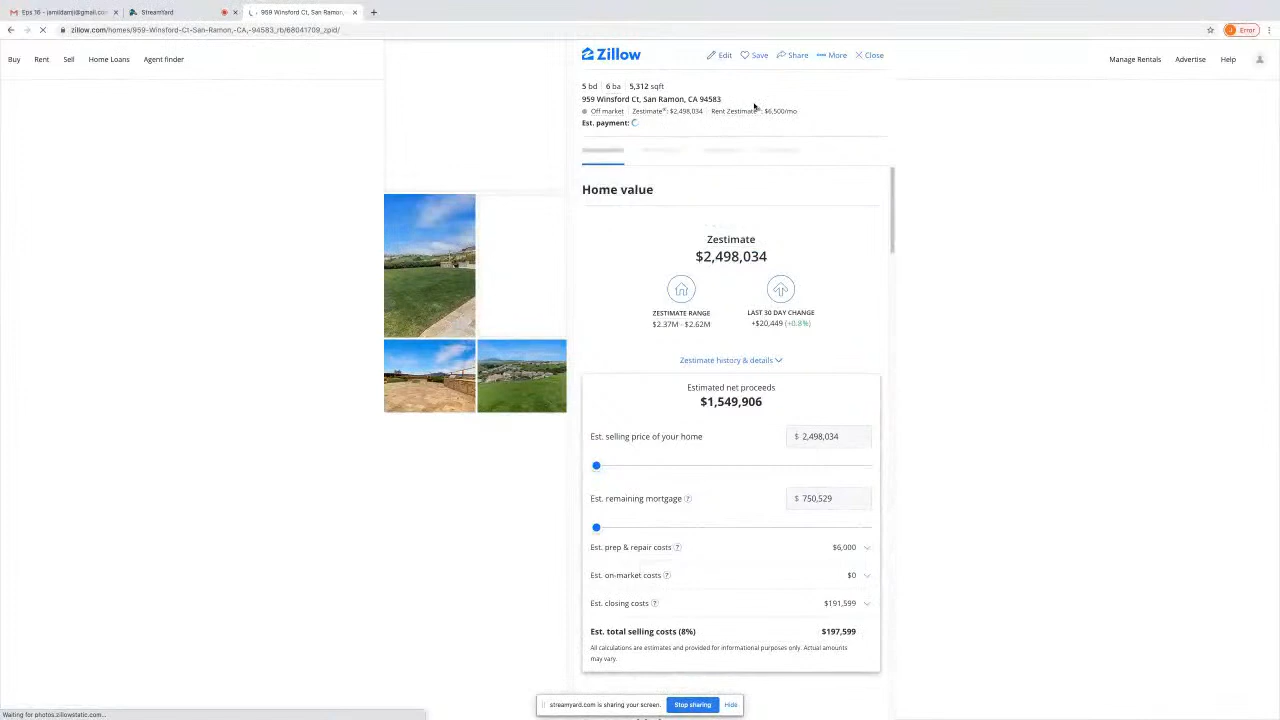 Eps 16 - jamildamji@gmail.com
StreamYard
959 Winsford Ct, San Ramon,
zillow.com/homes/959-Winsford-Ct-San-Ramon,-CA,-94583_rb/68041709_zpid/
Error
Buy Rent Sell Home Loans Agent finder
Manage Rentals Advertise Help
Zillow
Edit Save Share More Close
5 bd 6 ba 5,312 sqft
959 Winsford Ct, San Ramon, CA 94583
Off market Zestimate®: $2,498,034 Rent Zestimate®: $6,500/mo
Est. payment:
Home value
Zestimate
$2,498,034
ZESTIMATE RANGE
$2.37M - $2.62M
LAST 30 DAY CHANGE
+$20,449 (+0.8%)
Zestimate history & details
Estimated net proceeds
$1,549,906
Est. selling price of your home $ 2,498,034
Est. remaining mortgage ? $ 750,529
Est. prep & repair costs ? $6,000
Est. on-market costs ? $0
Est. closing costs ? $191,599
Est. total selling costs (8%) $197,599
All calculations are estimates and provided for informational purposes only. Actual amounts
may vary.
streamyard.com is sharing your screen. Stop sharing Hide
Waiting for photos.zillowstatic.com...